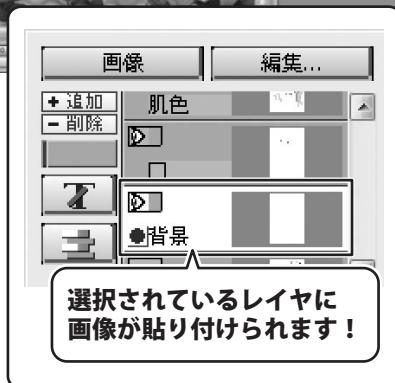 画像 編集...
+追加
肌色
-削除
T
背景
選択されているレイヤに
画像が貼り付けられます！